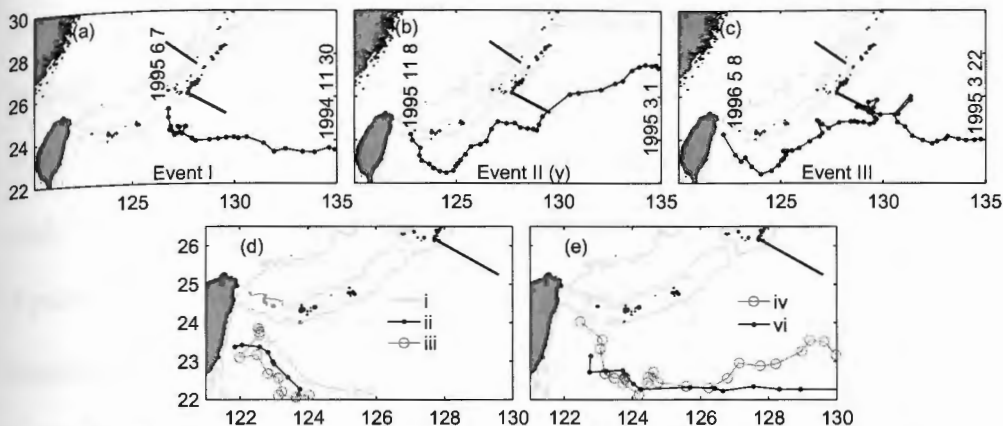 30
28
26
24
22
(a)
1995 6 7
1994 11 30
Event I
125
130
135
(b)
1995 11 8
1995 3 1
Event II (v)
125
130
135
(c)
1996 5 8
1995 3 22
Event III
125
130
135
26
25
24
23
22
(d)
i
ii
iii
122
124
126
128
130
(e)
iv
vi
122
124
126
128
130